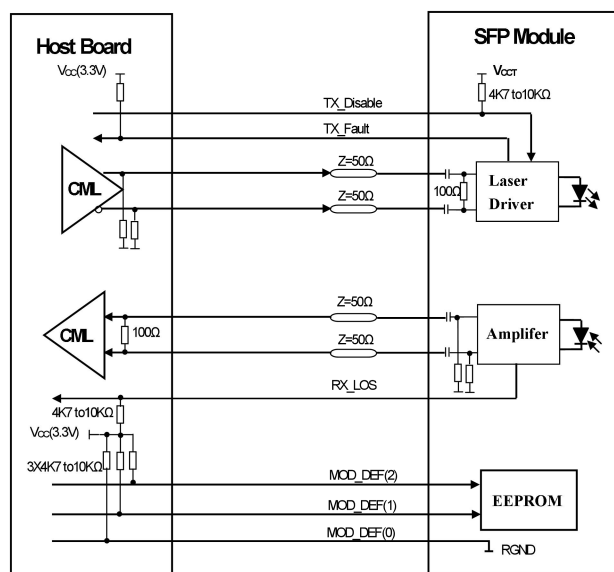 Host Board
SFP Module
VCC(3.3V)
VCCT
4K7 to10KΩ
TX_Disable
TX_Fault
Z=50Ω
CML
100Ω
Laser
Driver
Z=50Ω
Z=50Ω
CML
100Ω
Amplifer
Z=50Ω
RX_LOS
4K7 to10KΩ
VCC(3.3V)
3X4K7 to10KΩ
MOD_DEF(2)
MOD_DEF(1)
EEPROM
MOD_DEF(0)
RGND